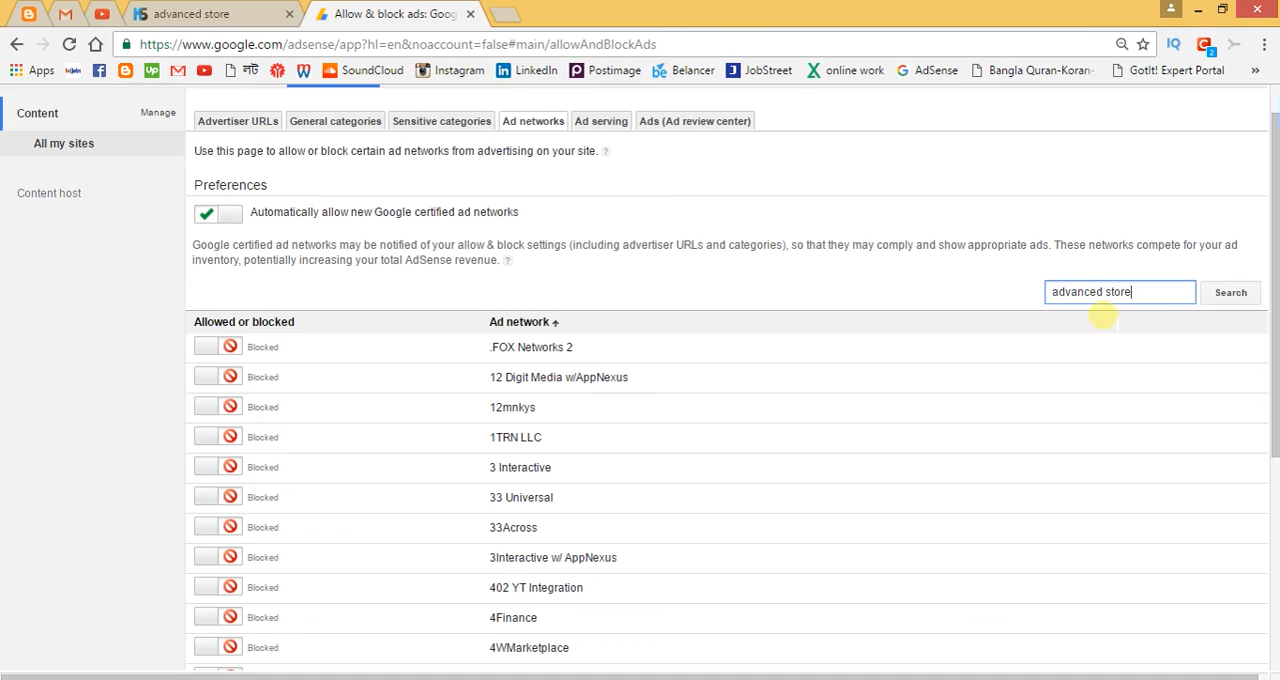 advanced store
Allow & block ads: Goog
https://www.google.com/adsense/app?hl=en&noaccount=false#main/allowAndBlockAds
Apps লট SoundCloud Instagram LinkedIn Postimage Belancer JobStreet online work AdSense Bangla Quran-Koran- GotIt! Expert Portal »
Content Manage
All my sites
Content host
Advertiser URLs General categories Sensitive categories Ad networks Ad serving Ads (Ad review center)
Use this page to allow or block certain ad networks from advertising on your site. ?
Preferences
Automatically allow new Google certified ad networks
Google certified ad networks may be notified of your allow & block settings (including advertiser URLs and categories), so that they may comply and show appropriate ads. These networks compete for your ad
inventory, potentially increasing your total AdSense revenue. ?
advanced store Search
Allowed or blocked Ad network
Blocked .FOX Networks 2
Blocked 12 Digit Media w/AppNexus
Blocked 12mnkys
Blocked 1TRN LLC
Blocked 3 Interactive
Blocked 33 Universal
Blocked 33Across
Blocked 3Interactive w/ AppNexus
Blocked 402 YT Integration
Blocked 4Finance
Blocked 4WMarketplace